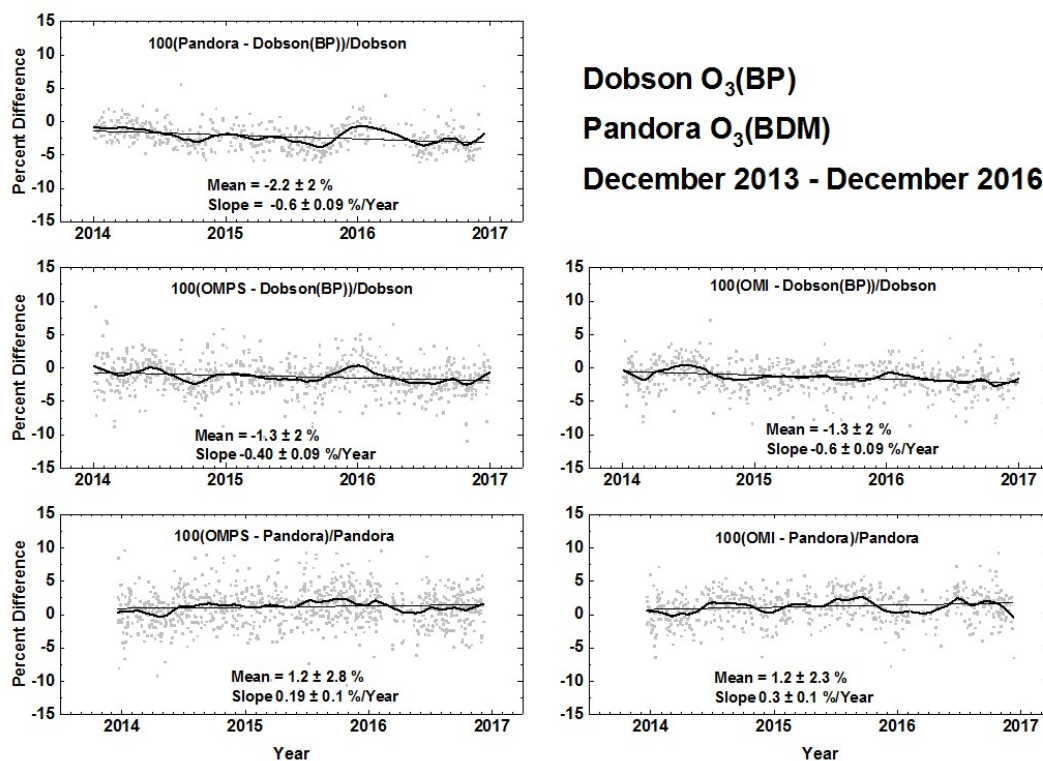 100(Pandora - Dobson(BP))/Dobson
Percent Difference
15
10
5
0
-5
-10
-15
Mean = -2.2 ± 2 %
Slope = -0.6 ± 0.09 %/Year
2014 2015 2016 2017
Dobson O₃(BP)
Pandora O₃(BDM)
December 2013 - December 2016
100(OMPS - Dobson(BP))/Dobson
Percent Difference
15
10
5
0
-5
-10
-15
Mean = -1.3 ± 2 %
Slope -0.40 ± 0.09 %/Year
2014 2015 2016 2017
100(OMI - Dobson(BP))/Dobson
15
10
5
0
-5
-10
-15
Mean = -1.3 ± 2 %
Slope -0.6 ± 0.09 %/Year
2014 2015 2016 2017
100(OMPS - Pandora)/Pandora
Percent Difference
15
10
5
0
-5
-10
-15
Mean = 1.2 ± 2.8 %
Slope 0.19 ± 0.1 %/Year
2014 2015 2016 2017
Year
100(OMI - Pandora)/Pandora
15
10
5
0
-5
-10
-15
Mean = 1.2 ± 2.3 %
Slope 0.3 ± 0.1 %/Year
2014 2015 2016 2017
Year